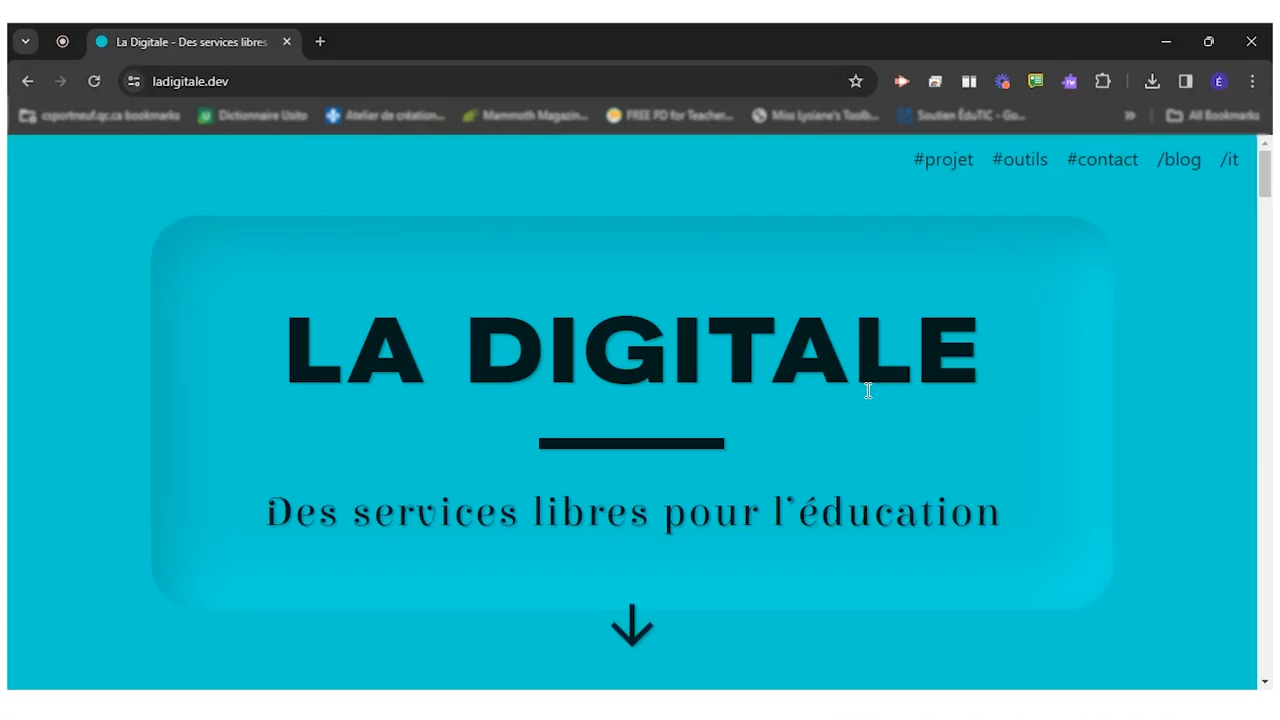 La Digitale - Des services libres
ladigitale.dev
É
csportneuf.qc.ca bookmarks
Dictionnaire Usito
Atelier de création...
Mammoth Magazin...
FREE PD for Teacher...
Miss Lysiane's Toolb...
Soutien ÉduTIC - Go...
All Bookmarks
#projet #outils #contact /blog /it
LA DIGITALE
Des services libres pour l'éducation